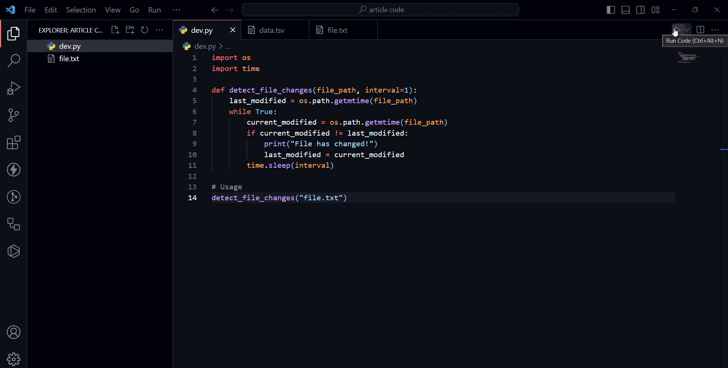 File Edit Selection View Go Run ··· article code
EXPLORER: ARTICLE C...
dev.py
file.txt
dev.py data.tsv file.txt
Run Code (Ctrl+Alt+N)
dev.py > ...
1 import os
2 import time
3
4 def detect_file_changes(file_path, interval=1):
5 last_modified = os.path.getmtime(file_path)
6 while True:
7 current_modified = os.path.getmtime(file_path)
8 if current_modified != last_modified:
9 print("File has changed!")
10 last_modified = current_modified
11 time.sleep(interval)
12
13 # Usage
14 detect_file_changes("file.txt")